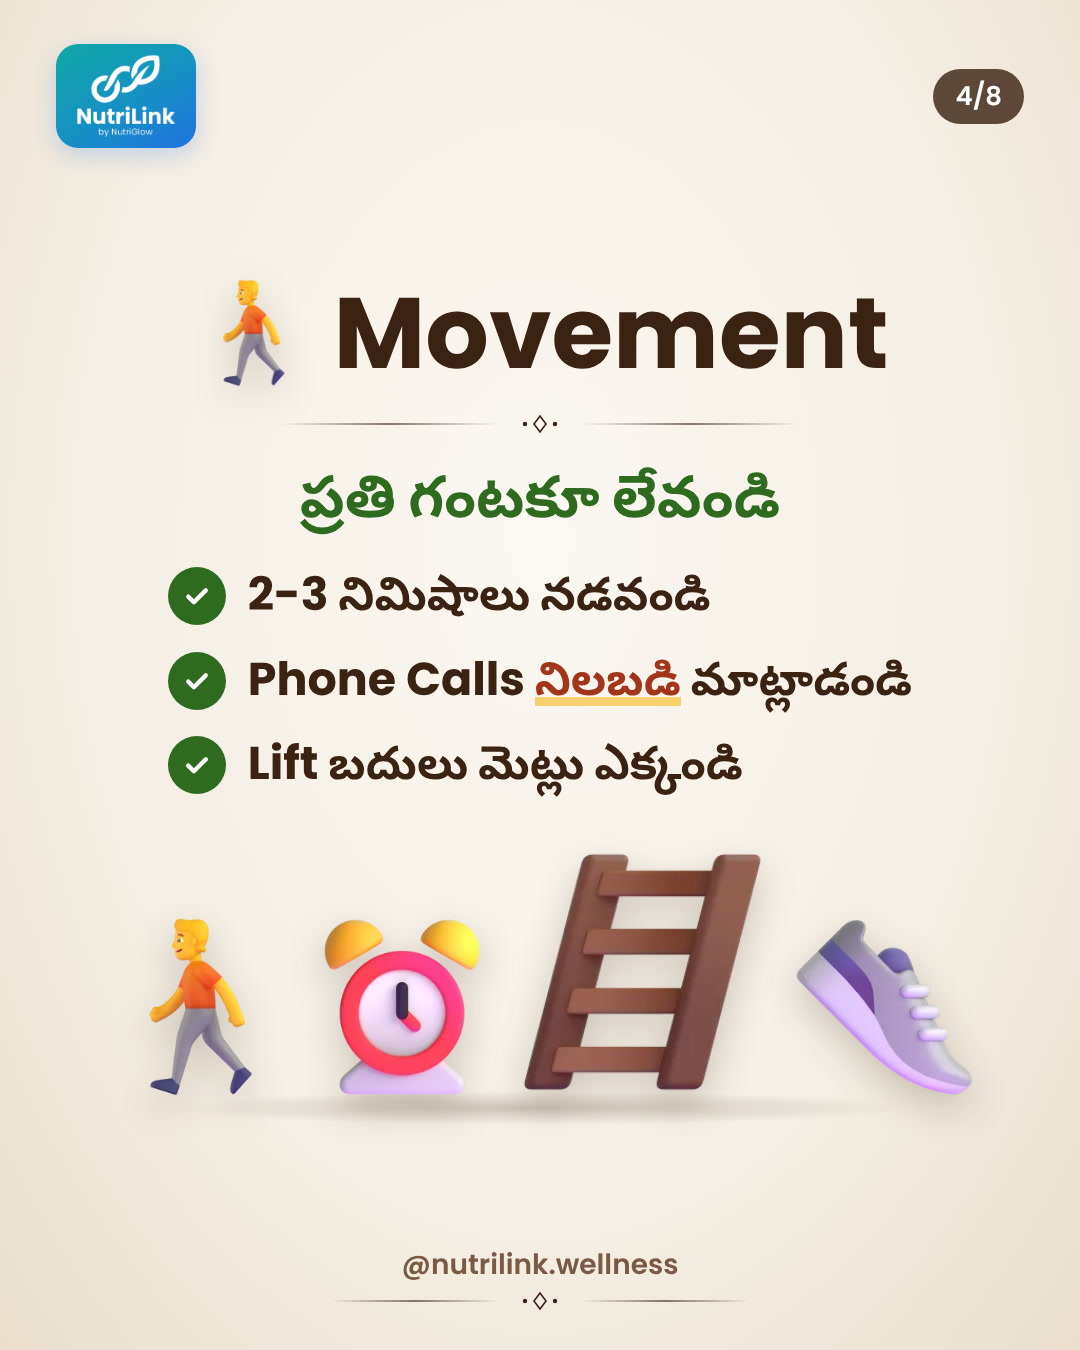 NutriLink
by NutriGlow
4/8
Movement
ప్రతి గంటకూ లేవండి
2-3 నిమిషాలు నడవండి
Phone Calls నిలబడి మాట్లాడండి
Lift బదులు మెట్లు ఎక్కండి
@nutrilink.wellness